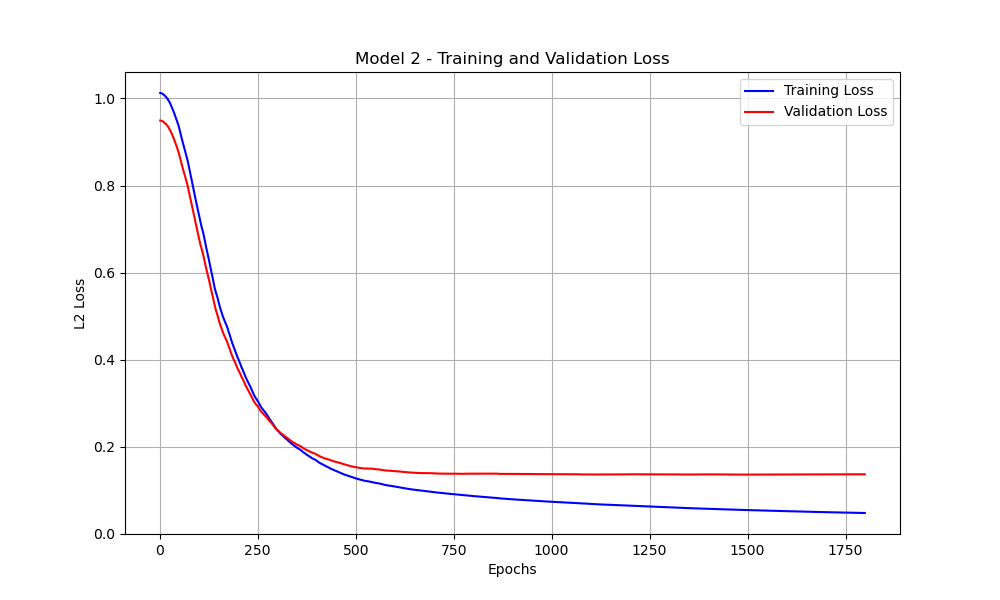 Model 2 - Training and Validation Loss
Training Loss
Validation Loss
L2 Loss
1.0
0.8
0.6
0.4
0.2
0.0
0 250 500 750 1000 1250 1500 1750
Epochs